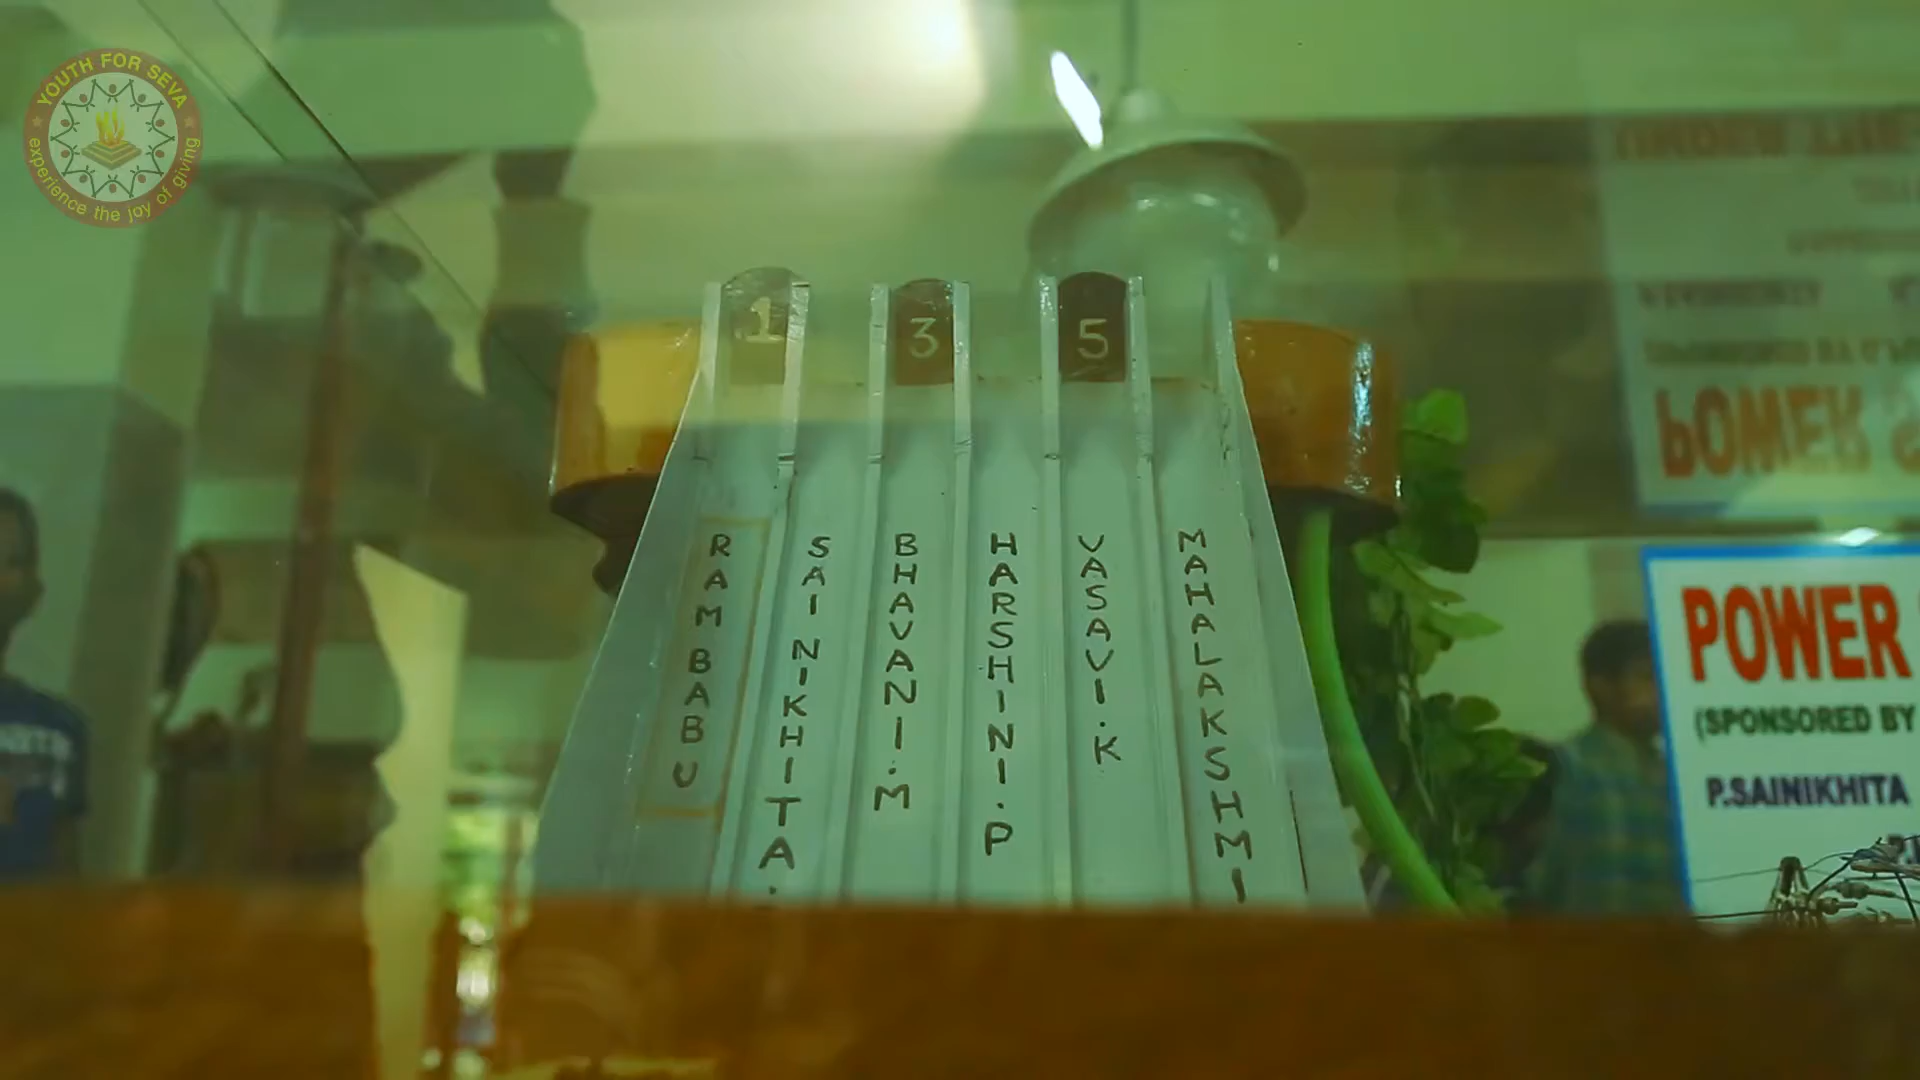 YOUTH FOR SEVA
experience the joy of giving
1 3 5
RAMBABU
SAI NIKHITA.
BHAVANI.M
HARSHINI.P
VASAVI.K
MAHALAKSHMI
POWER
(SPONSORED BY
P.SAINIKHITA